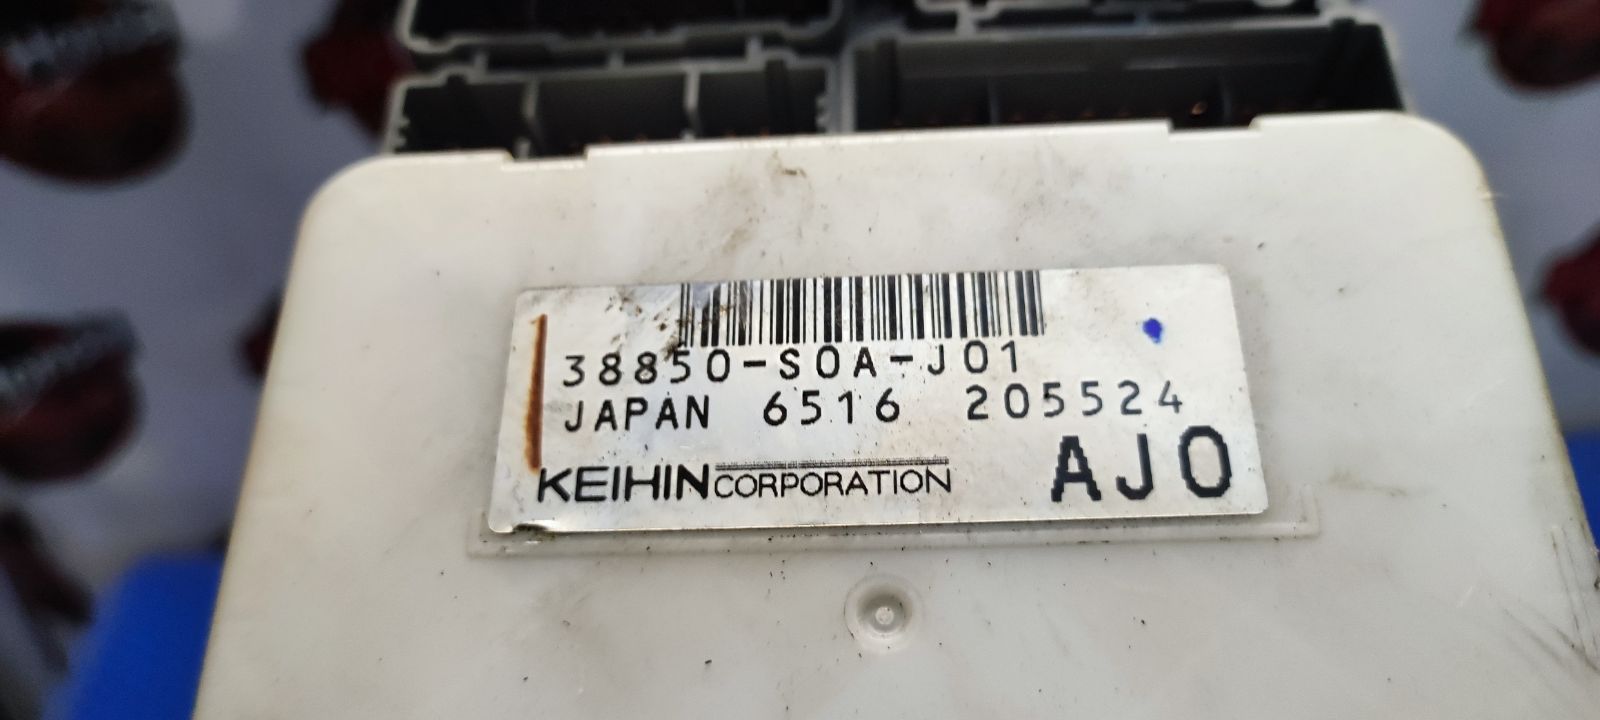 38850-S0A-J01
JAPAN 6516 205524
KEIHIN CORPORATION AJ0